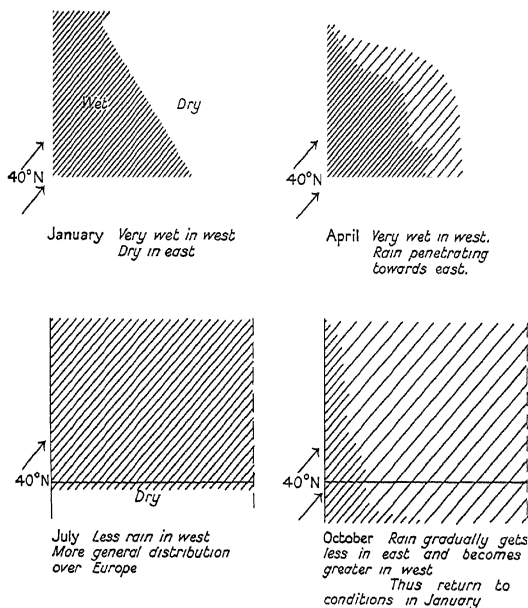 Wet
Dry
40°N
January Very wet in west
Dry in east
40°N
April Very wet in west.
Rain penetrating
towards east.
40°N
Dry
July Less rain in west
More general distribution
over Europe
40°N
October Rain gradually gets
less in east and becomes
greater in west
Thus return to
conditions in January